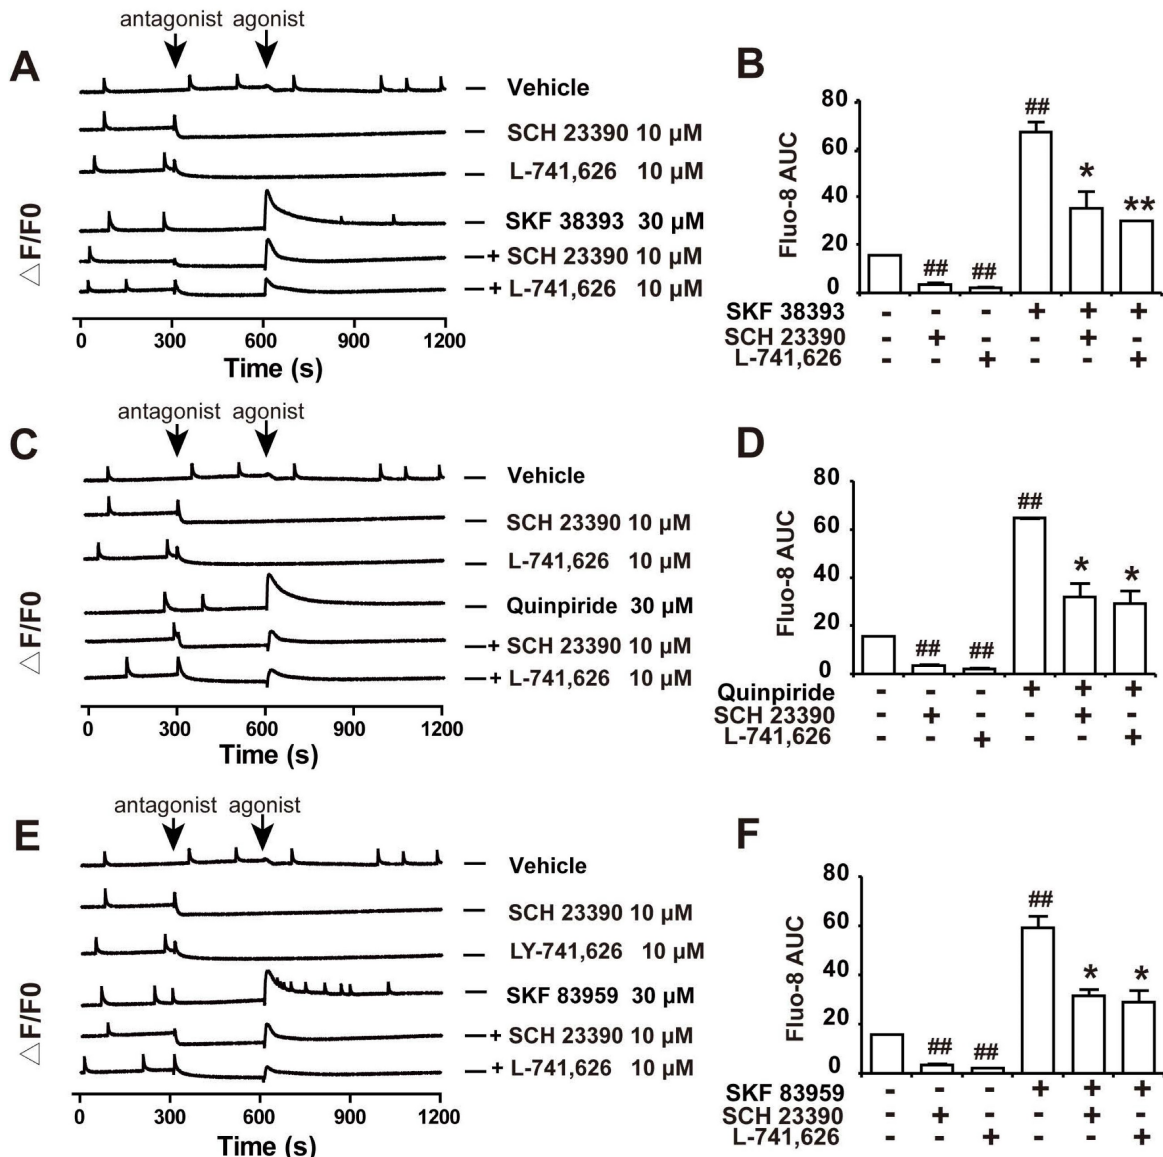 antagonist agonist
A
Vehicle
SCH 23390 10 μM
L-741,626 10 μM
SKF 38393 30 μM
+ SCH 23390 10 μM
+ L-741,626 10 μM
△F/F0
0 300 600 900 1200
Time (s)
B
80
60
40
20
0
Fluo-8 AUC
## ## ## * **
SKF 38393 - - - + + +
SCH 23390 - + - - + -
L-741,626 - - + - - +
antagonist agonist
C
Vehicle
SCH 23390 10 μM
L-741,626 10 μM
Quinpiride 30 μM
+ SCH 23390 10 μM
+ L-741,626 10 μM
△F/F0
0 300 600 900 1200
Time (s)
D
80
60
40
20
0
Fluo-8 AUC
## ## ## * *
Quinpiride - - - + + +
SCH 23390 - + - - + -
L-741,626 - - + - - +
antagonist agonist
E
Vehicle
SCH 23390 10 μM
LY-741,626 10 μM
SKF 83959 30 μM
+ SCH 23390 10 μM
+ L-741,626 10 μM
△F/F0
0 300 600 900 1200
Time (s)
F
80
60
40
20
0
Fluo-8 AUC
## ## ## * *
SKF 83959 - - - + + +
SCH 23390 - + - - + -
L-741,626 - - + - - +